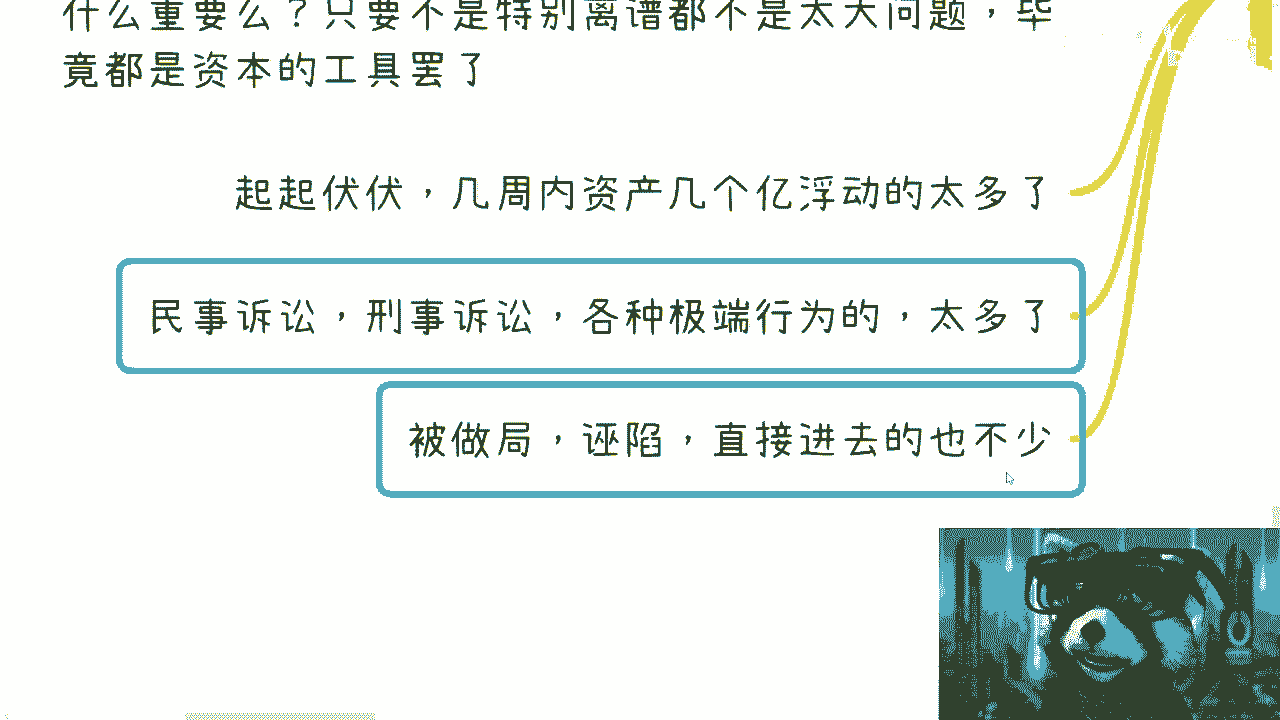 什么重要么？只要不是特别离谱都不是太大问题，毕
竟都是资本的工具罢了
起起伏伏，几周内资产几个亿浮动的太多了
民事诉讼，刑事诉讼，各种极端行为的，太多了
被做局，诬陷，直接进去的也不少